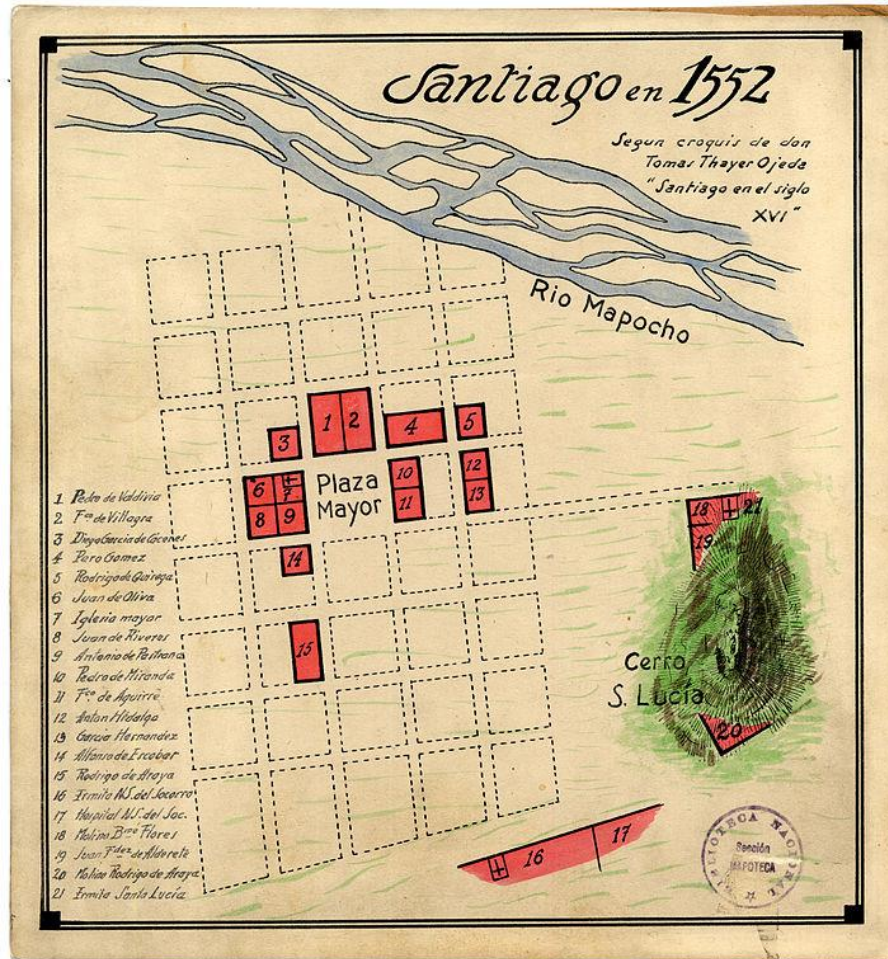 Santiago en 1552
Segun croquis de don
Tomas Thayer Ojeda
"Santiago en el siglo
XVI"
Rio Mapocho
1 2
3 4 5
6 7 10 12
Plaza
Mayor
8 9 11 13
14
15
18 21
19
Cerro
S. Lucía
20
16 17
1 Pedro de Valdivia
2 Fco de Villagra
3 Diego Garcia de Cáceres
4 Pero Gomez
5 Rodrigo de Quiroga
6 Juan de Oliva
7 Iglesia mayor
8 Juan de Riveros
9 Antonio de Pastrana
10 Pedro de Miranda
11 Fco de Aguirre
12 Anton Hidalgo
13 Garcia Hernandez
14 Alfonso de Escobar
15 Rodrigo de Araya
16 Ermita N.S. del Socorro
17 Hospital N.S. del Soc.
18 Molino Bmé Flores
19 Juan Fdez de Alderete
20 Molino Rodrigo de Araya
21 Ermita Santa Lucía
BIBLIOTECA NACIONAL
Sección
MAPOTECA